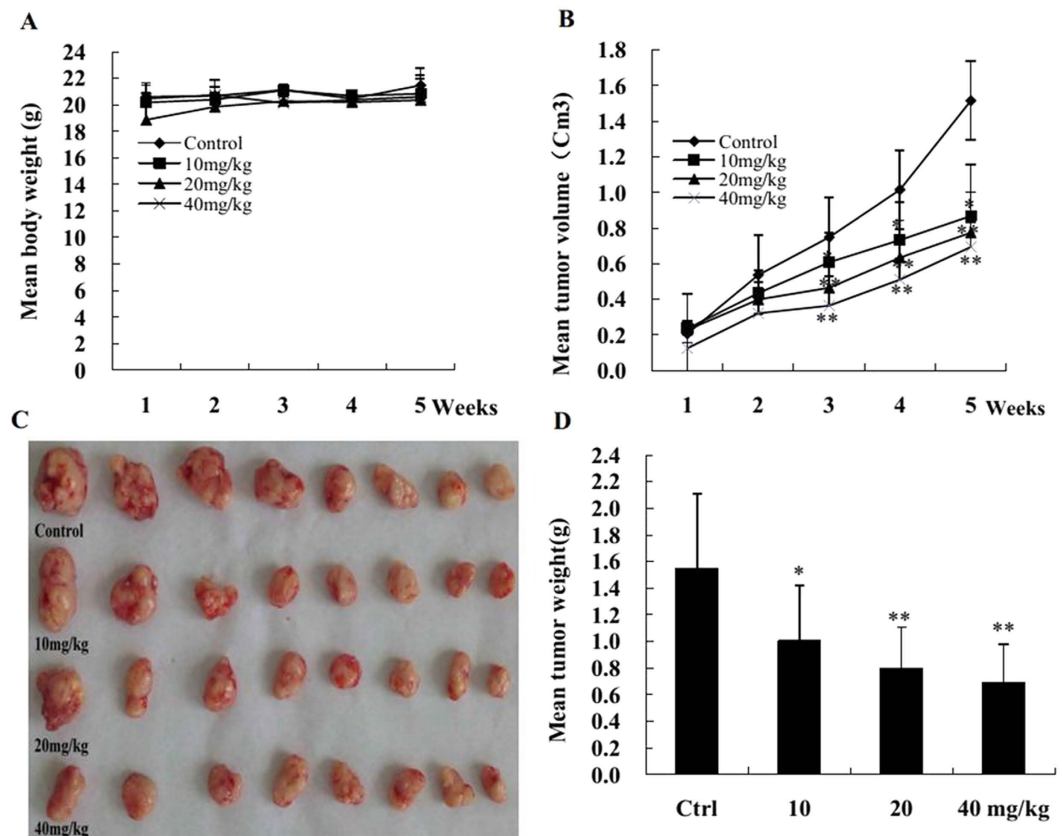 A
Mean body weight (g)
24
22
20
18
16
14
12
10
8
6
4
2
0
Control
10mg/kg
20mg/kg
40mg/kg
1 2 3 4 5 Weeks
B
Mean tumor volume（Cm3)
1.8
1.6
1.4
1.2
1.0
0.8
0.6
0.4
0.2
0.0
Control
10mg/kg
20mg/kg
40mg/kg
*
*
*
**
**
**
**
**
**
1 2 3 4 5 Weeks
C
Control
10mg/kg
20mg/kg
40mg/kg
D
Mean tumor weight(g)
2.4
2.2
2.0
1.8
1.6
1.4
1.2
1.0
0.8
0.6
0.4
0.2
0.0
*
**
**
Ctrl 10 20 40 mg/kg